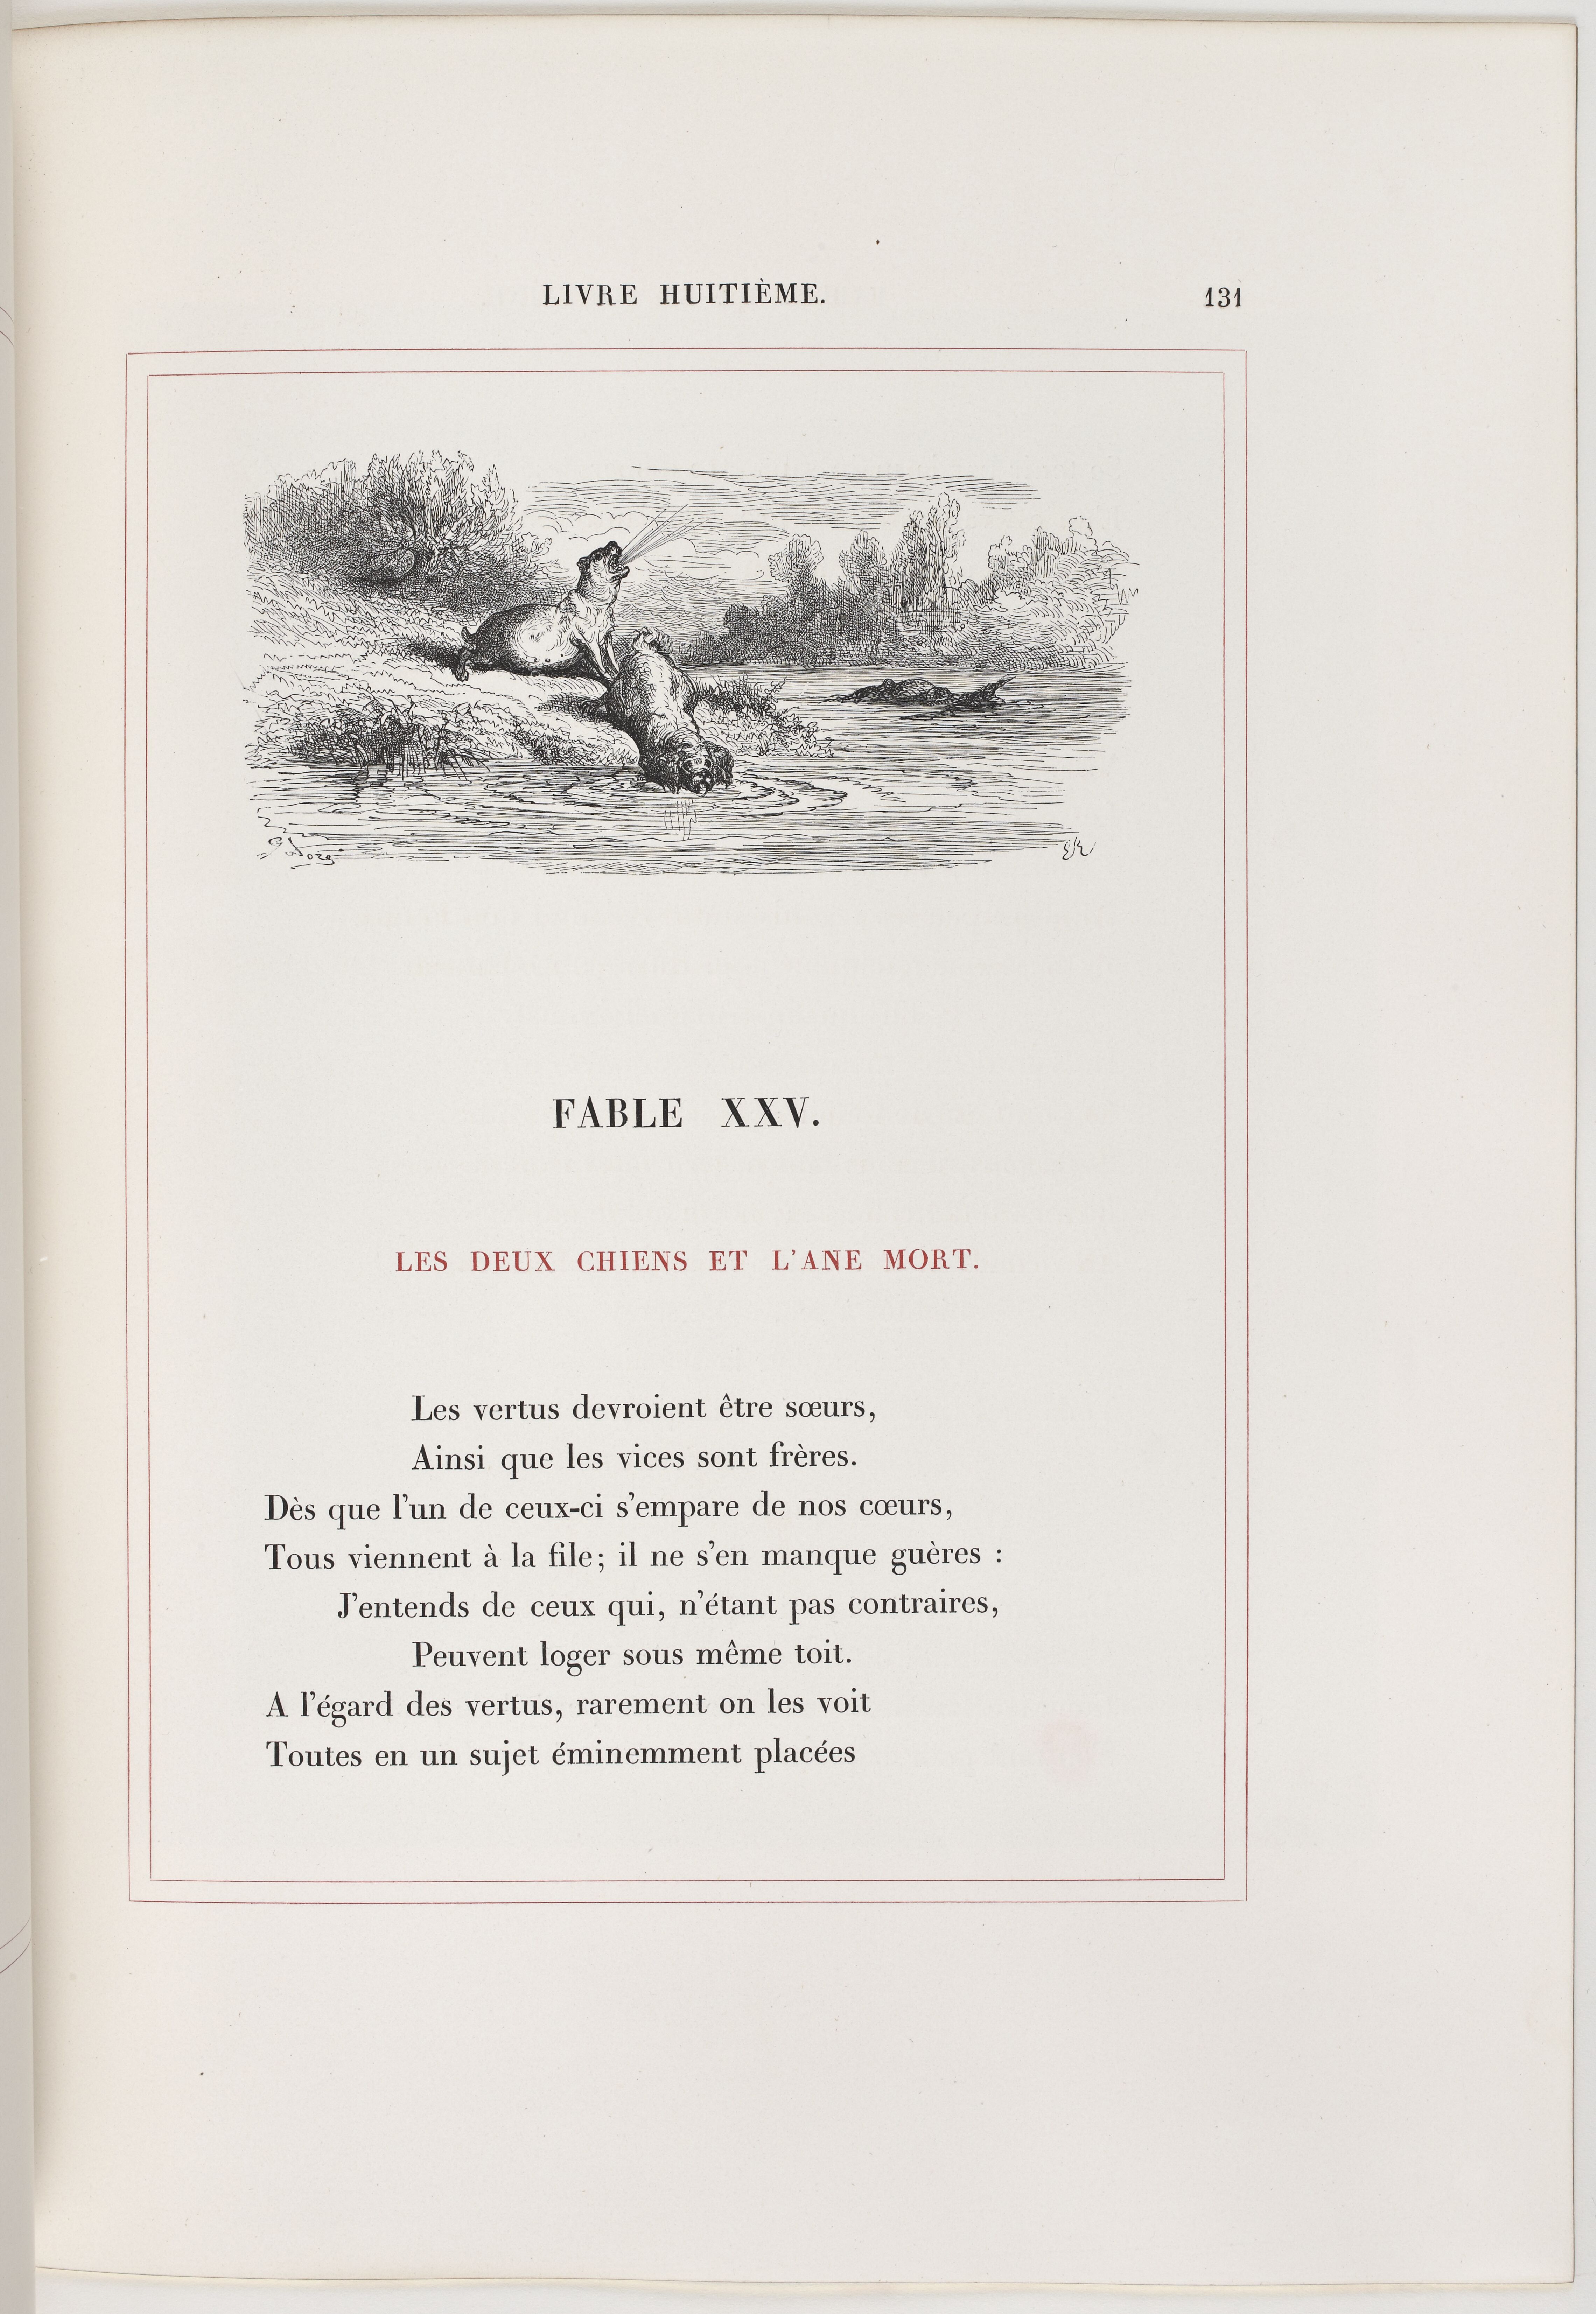 LIVRE HUITIÈME. 131
G Doré
FABLE XXV.
LES DEUX CHIENS ET L'ANE MORT.
Les vertus devroient être sœurs,
Ainsi que les vices sont frères.
Dès que l'un de ceux-ci s'empare de nos cœurs,
Tous viennent à la file; il ne s'en manque guères :
J'entends de ceux qui, n'étant pas contraires,
Peuvent loger sous même toit.
A l'égard des vertus, rarement on les voit
Toutes en un sujet éminemment placées